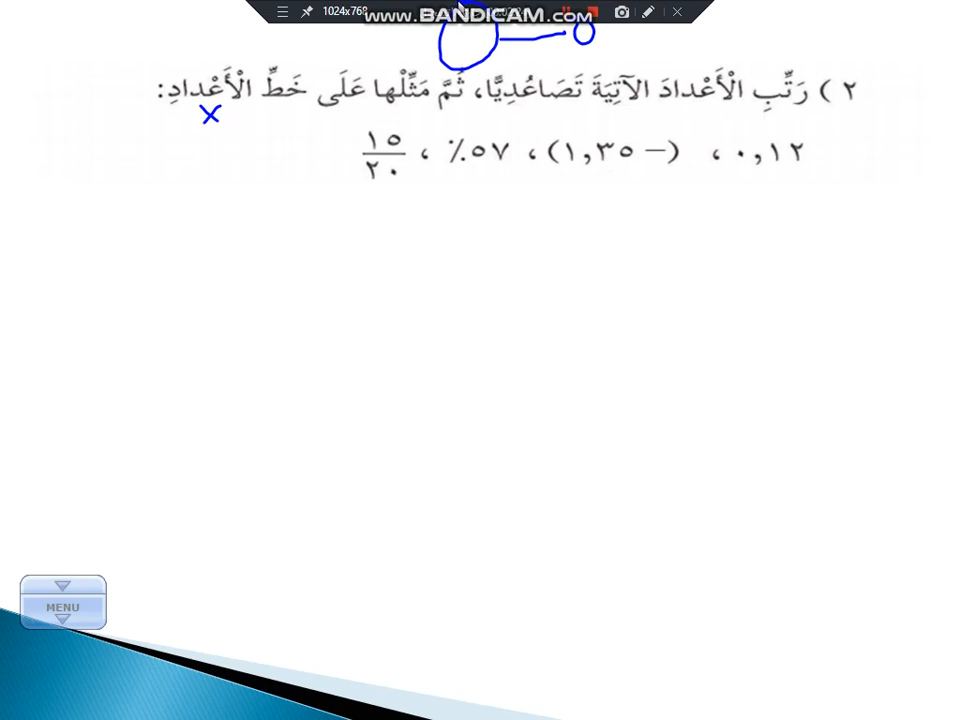 1024x768
www.BANDICAM.com
٢ ) رَتِّبِ الْأَعْدادَ الآتِيَةَ تَصَاعُدِيًّا، ثُمَّ مَثِّلْها عَلَى خَطِّ الْأَعْدادِ:
٠,١٢ ، (−١,٣٥) ، ٥٧٪ ، ١٥/٢٠
MENU